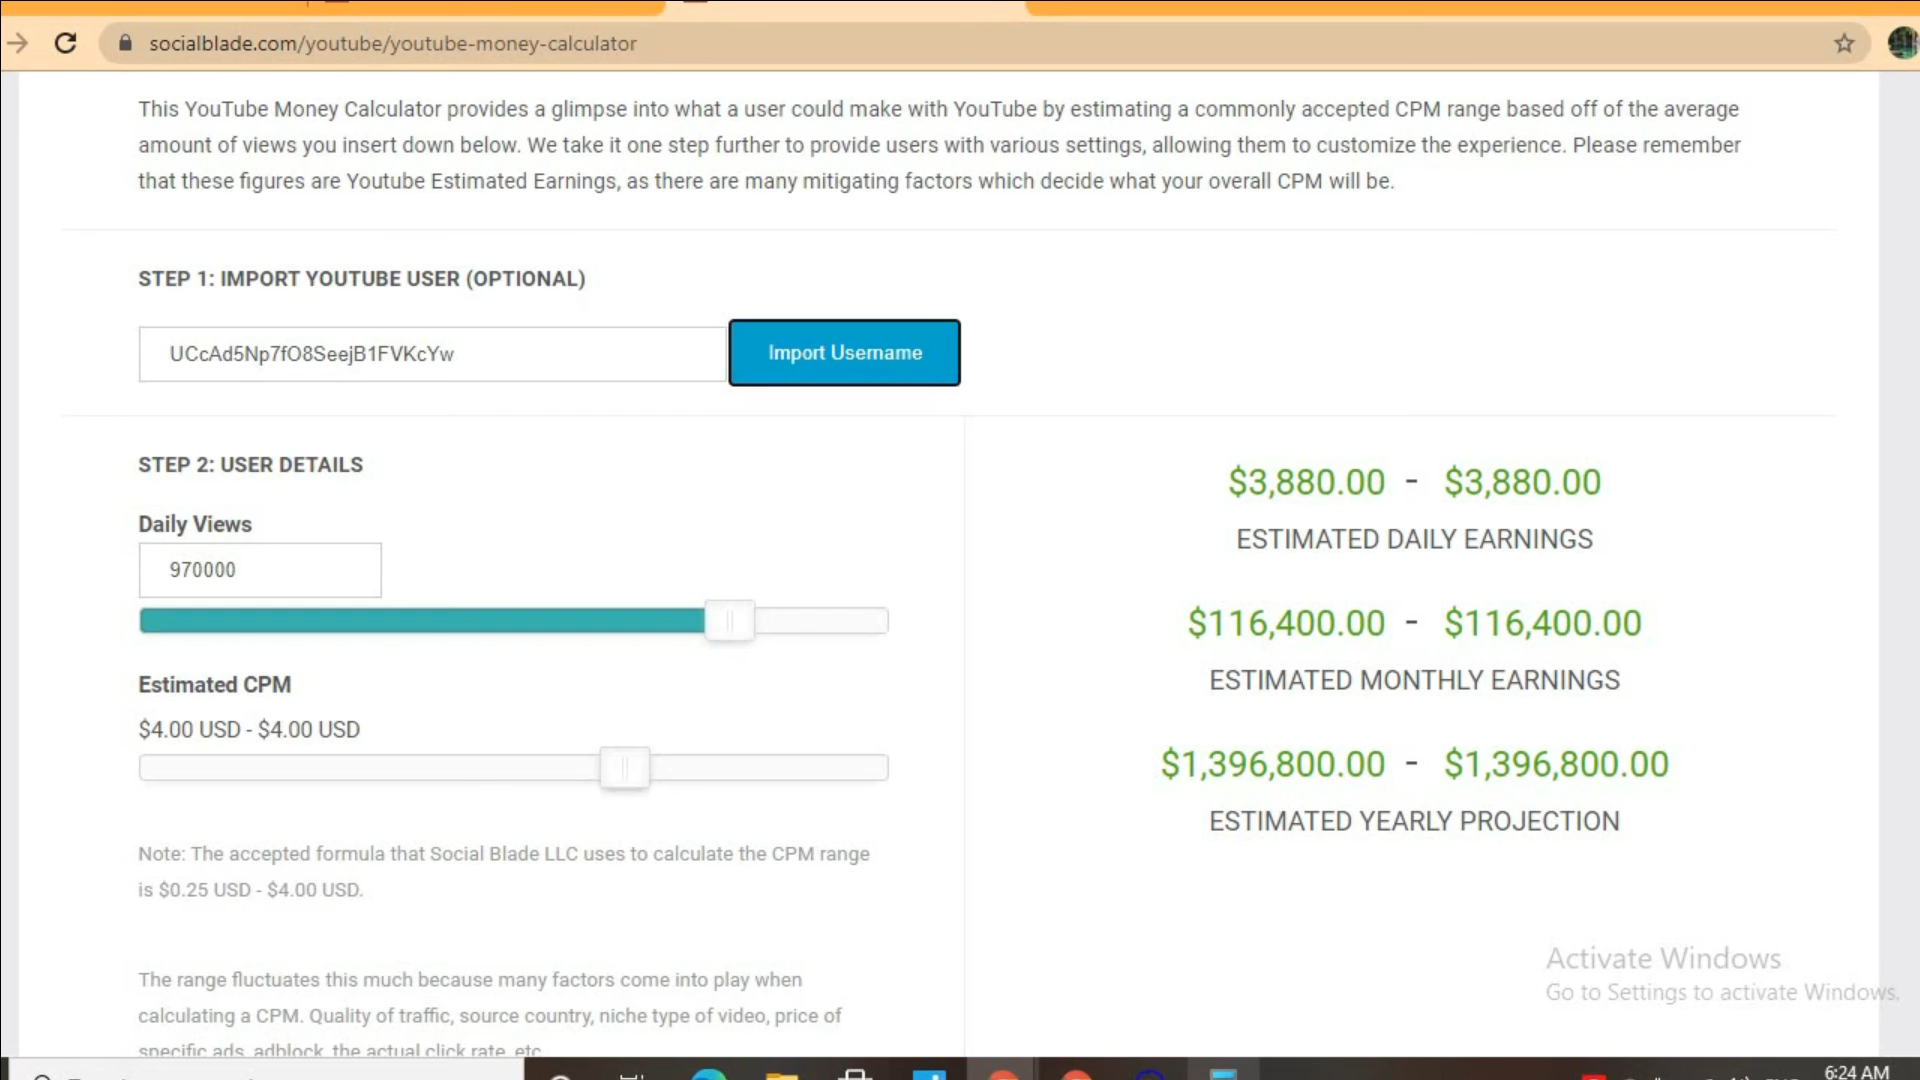 socialblade.com/youtube/youtube-money-calculator
This YouTube Money Calculator provides a glimpse into what a user could make with YouTube by estimating a commonly accepted CPM range based off of the average
amount of views you insert down below. We take it one step further to provide users with various settings, allowing them to customize the experience. Please remember
that these figures are Youtube Estimated Earnings, as there are many mitigating factors which decide what your overall CPM will be.
STEP 1: IMPORT YOUTUBE USER (OPTIONAL)
UCcAd5Np7fO8SeejB1FVKcYw
Import Username
STEP 2: USER DETAILS
Daily Views
970000
Estimated CPM
$4.00 USD - $4.00 USD
Note: The accepted formula that Social Blade LLC uses to calculate the CPM range
is $0.25 USD - $4.00 USD.
The range fluctuates this much because many factors come into play when
calculating a CPM. Quality of traffic, source country, niche type of video, price of
specific ads, adblock, the actual click rate, etc
$3,880.00 - $3,880.00
ESTIMATED DAILY EARNINGS
$116,400.00 - $116,400.00
ESTIMATED MONTHLY EARNINGS
$1,396,800.00 - $1,396,800.00
ESTIMATED YEARLY PROJECTION
Activate Windows
Go to Settings to activate Windows.
6:24 AM